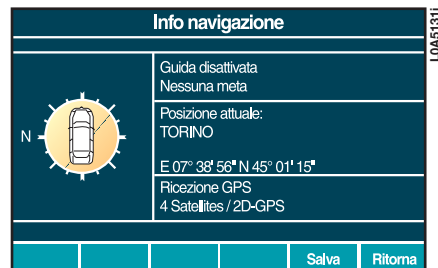 Info navigazione
Guida disattivata
Nessuna meta
Posizione attuale:
TORINO
N
E 07° 38' 56" N 45° 01' 15"
Ricezione GPS
4 Satellites / 2D-GPS
Salva
Ritorna
L0A5131i